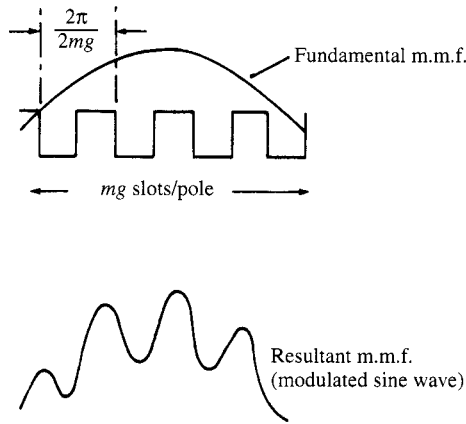 2π
2mg
Fundamental m.m.f.
mg slots/pole
Resultant m.m.f.
(modulated sine wave)